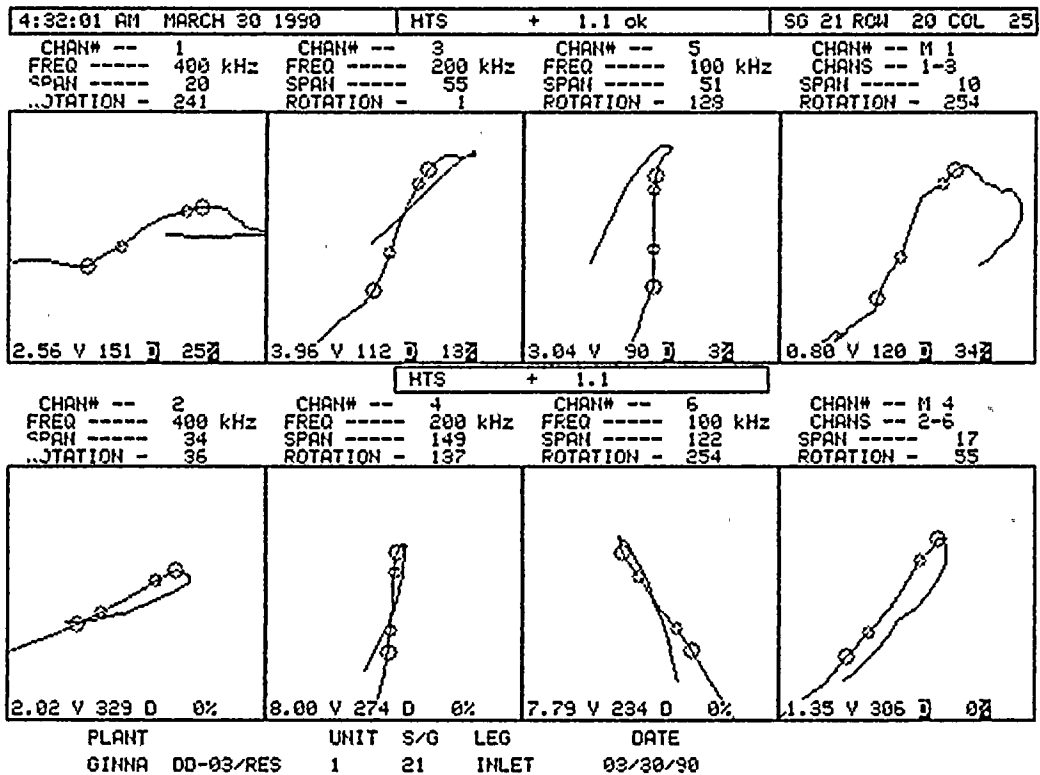 4:32:01 AM MARCH 30 1990 HTS + 1.1 ok SG 21 ROW 20 COL 25
CHAN# -- 1 CHAN# -- 3 CHAN# -- 5 CHAN# -- M 1
FREQ ----- 400 kHz FREQ ----- 200 kHz FREQ ----- 100 kHz CHANS -- 1-3
SPAN ----- 20 SPAN ----- 55 SPAN ----- 51 SPAN ----- 10
..OTATION - 241 ROTATION - 1 ROTATION - 128 ROTATION - 254
2.56 V 151 D 25% 3.96 V 112 D 13% 3.04 V 90 D 3% 0.80 V 120 D 34%
HTS + 1.1
CHAN# -- 2 CHAN# -- 4 CHAN# -- 6 CHAN# -- M 4
FREQ ----- 400 kHz FREQ ----- 200 kHz FREQ ----- 100 kHz CHANS -- 2-6
SPAN ----- 34 SPAN ----- 149 SPAN ----- 122 SPAN ----- 17
..OTATION - 36 ROTATION - 137 ROTATION - 254 ROTATION - 55
2.02 V 329 D 0% 8.00 V 274 D 0% 7.79 V 234 D 0% 1.35 V 306 D 0%
PLANT UNIT S/G LEG DATE
GINNA DD-03/RES 1 21 INLET 03/30/90